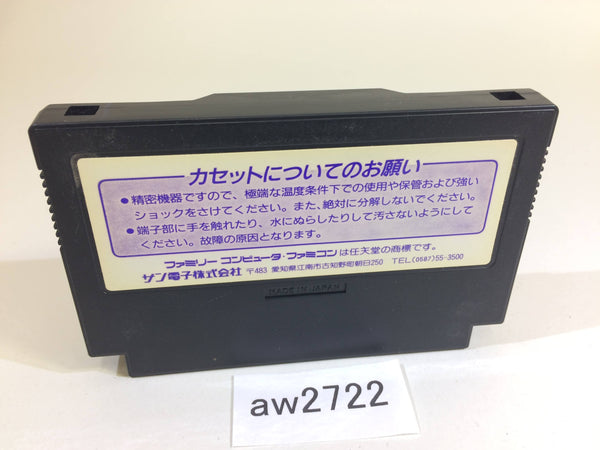 カセットについてのお願い
●精密機器ですので、極端な温度条件下での使用や保管および強い
ショックをさけてください。また、絶対に分解しないでください。
●端子部に手を触れたり、水にぬらしたりして汚さないようにして
ください。故障の原因となります。
ファミリー コンピュータ・ファミコンは任天堂の商標です。
サン電子株式会社 〒483 愛知県江南市古知野町朝日250 TEL.(0587)55-3500
MADE IN JAPAN
aw2722